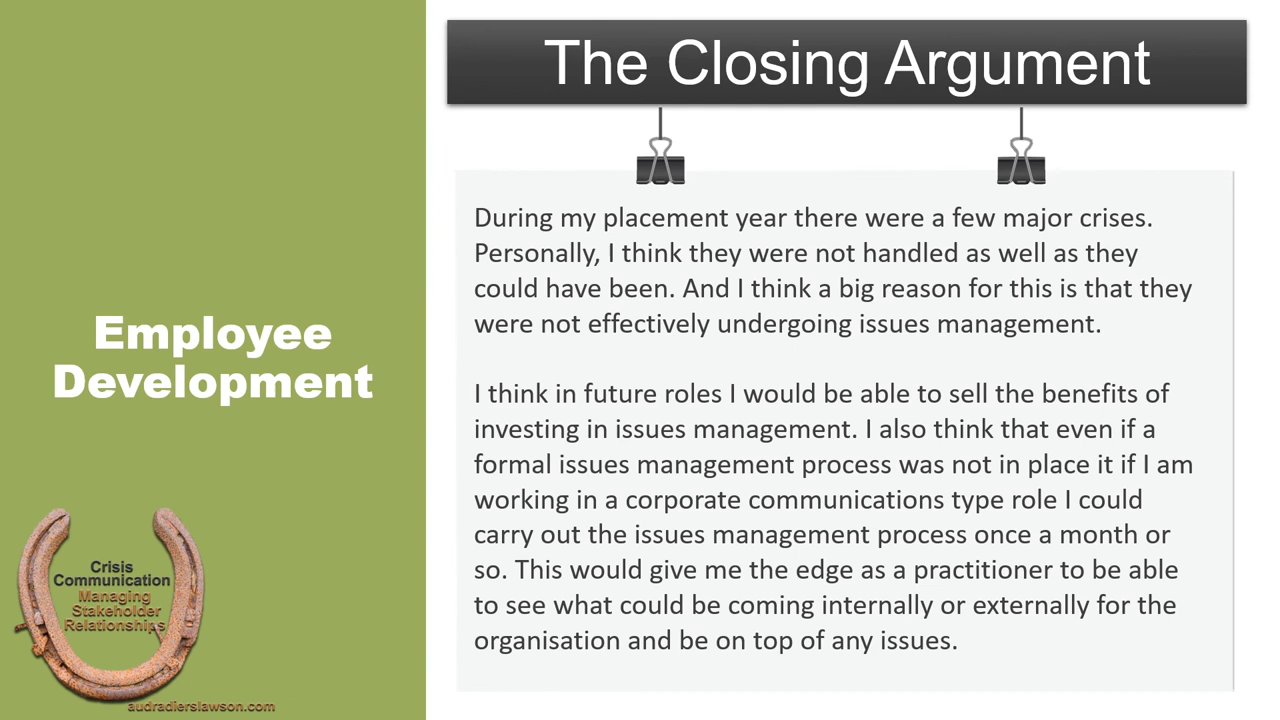 The Closing Argument
During my placement year there were a few major crises.
Personally, I think they were not handled as well as they
could have been. And I think a big reason for this is that they
were not effectively undergoing issues management.
I think in future roles I would be able to sell the benefits of
investing in issues management. I also think that even if a
formal issues management process was not in place it if I am
working in a corporate communications type role I could
carry out the issues management process once a month or
so. This would give me the edge as a practitioner to be able
to see what could be coming internally or externally for the
organisation and be on top of any issues.
Employee
Development
Crisis
Communication
Managing
Stakeholder
Relationships
audradierslawson.com